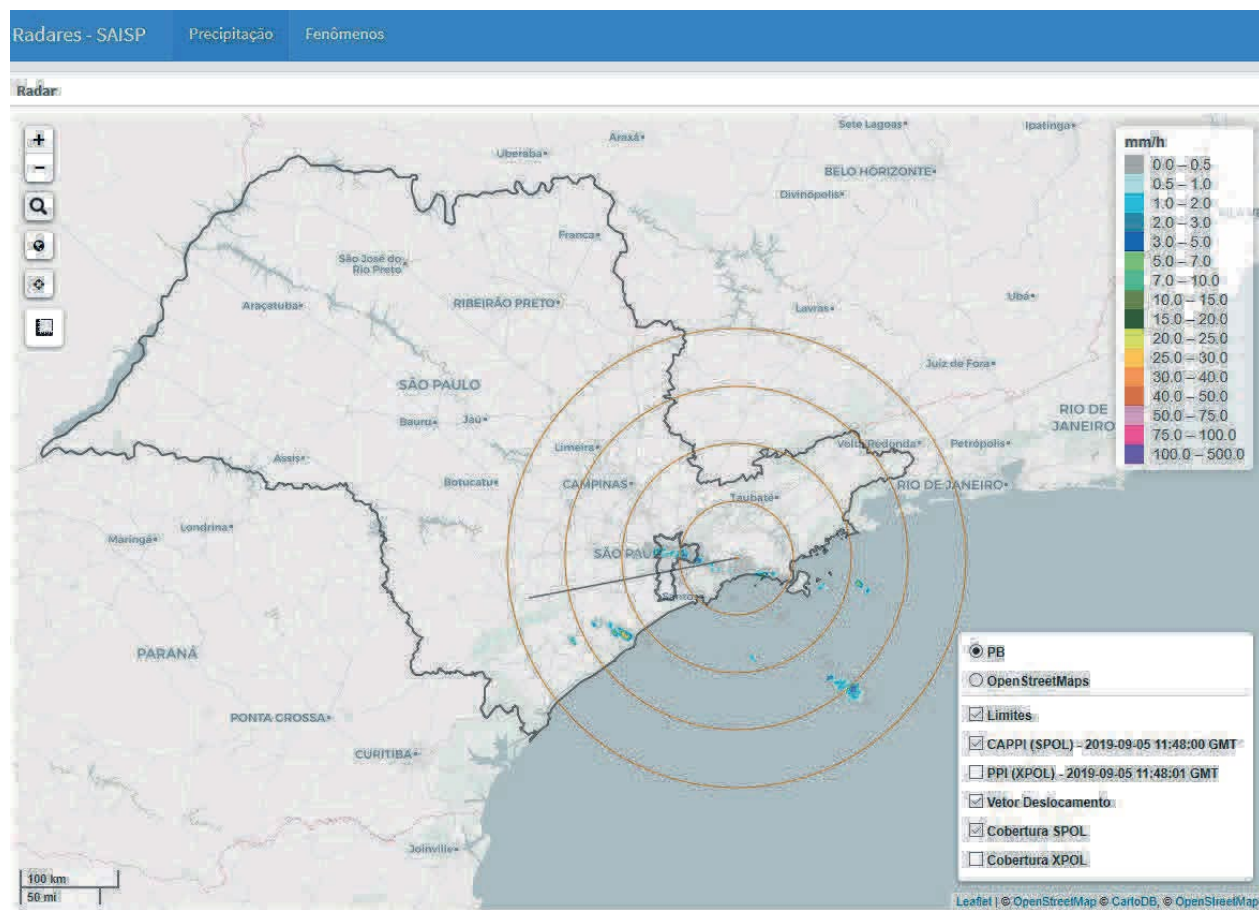 Radares - SAISP Precipitação Fenômenos
Radar
+
-
Araxá
Sete Lagoas
Ipatinga
Uberaba
BELO HORIZONTE
Divinópolis
Franca
São José do
Rio Preto
Araçatuba
RIBEIRÃO PRETO
Lavras
Ubá
Juiz de Fora
SÃO PAULO
Bauru
Jaú
RIO DE
JANEIRO
Limeira
Volta Redonda
Petrópolis
Assis
Botucatu
CAMPINAS
Taubaté
RIO DE JANEIRO
Londrina
Maringá
SÃO PAUL
Santo
PARANÁ
PONTA GROSSA
CURITIBA
Joinville
mm/h
0.0 – 0.5
0.5 – 1.0
1.0 – 2.0
2.0 – 3.0
3.0 – 5.0
5.0 – 7.0
7.0 – 10.0
10.0 – 15.0
15.0 – 20.0
20.0 – 25.0
25.0 – 30.0
30.0 – 40.0
40.0 – 50.0
50.0 – 75.0
75.0 – 100.0
100.0 – 500.0
PB
OpenStreetMaps
Limites
CAPPI (SPOL) - 2019-09-05 11:48:00 GMT
PPI (XPOL) - 2019-09-05 11:48:01 GMT
Vetor Deslocamento
Cobertura SPOL
Cobertura XPOL
100 km
50 mi
Leaflet | © OpenStreetMap © CartoDB, © OpenStreetMap